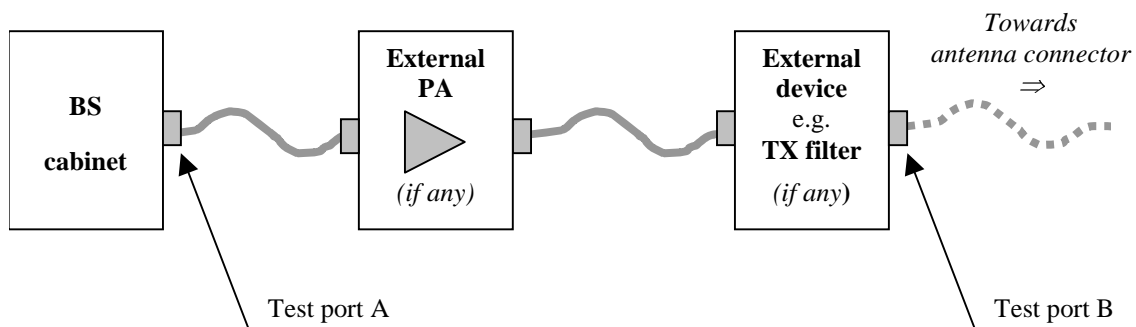 BS
cabinet
External
PA
(if any)
External
device
e.g.
TX filter
(if any)
Towards
antenna connector
⇒
Test port A
Test port B